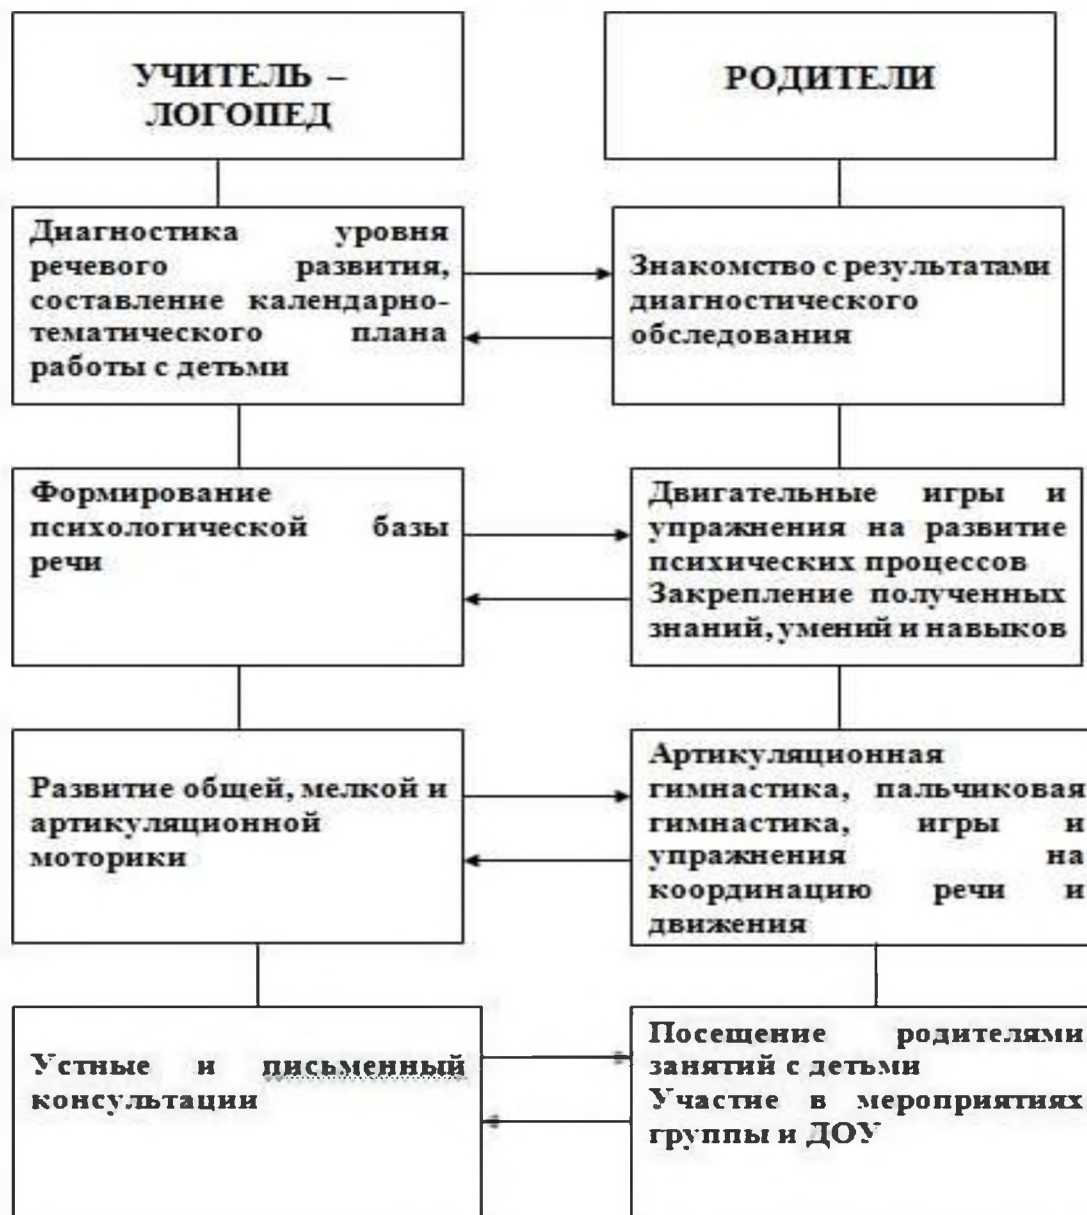 УЧИТЕЛЬ –
ЛОГОПЕД
РОДИТЕЛИ
Диагностика уровня
речевого развития,
составление календарно-
тематического плана
работы с детьми
Знакомство с результатами
диагностического
обследования
Формирование
психологической базы
речи
Двигательные игры и
упражнения на развитие
психических процессов
Закрепление полученных
знаний, умений и навыков
Развитие общей, мелкой и
артикуляционной
моторики
Артикуляционная
гимнастика, пальчиковая
гимнастика, игры и
упражнения на
координацию речи и
движения
Устные и письменный
консультации
Посещение родителями
занятий с детьми
Участие в мероприятиях
группы и ДОУ